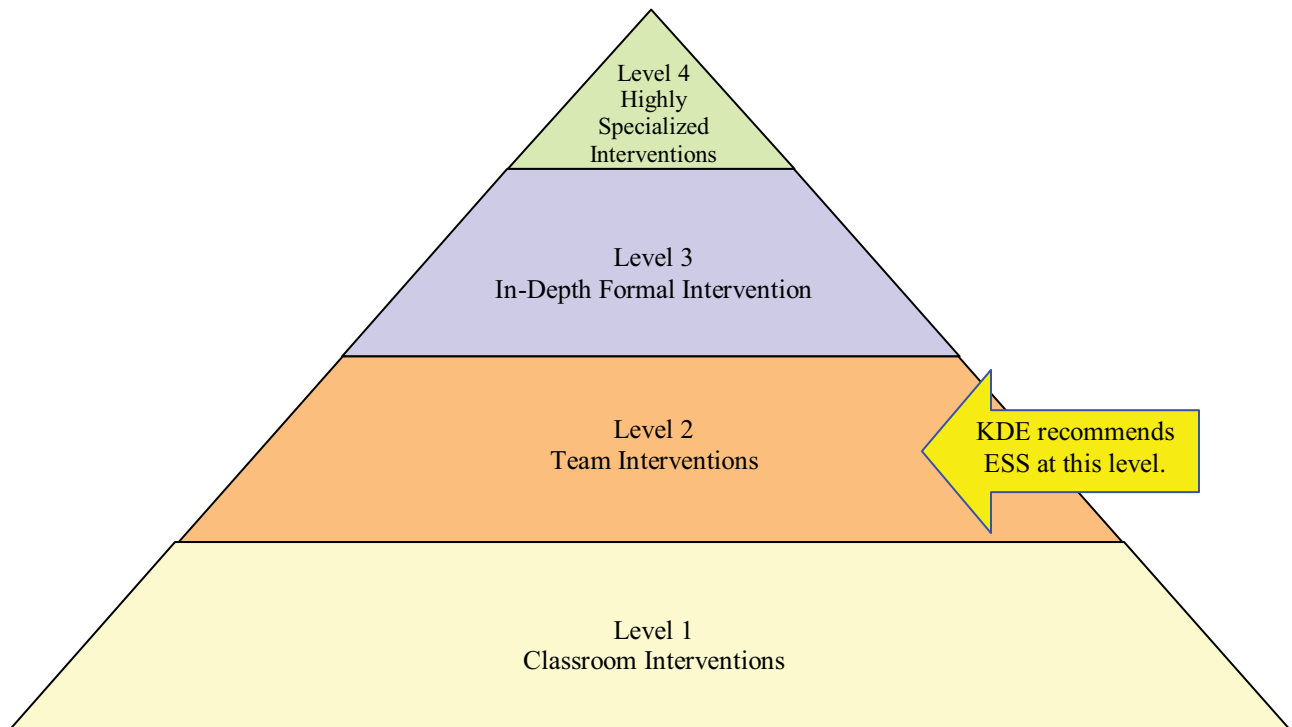 Level 4
Highly
Specialized
Interventions
Level 3
In-Depth Formal Intervention
Level 2
Team Interventions
KDE recommends
ESS at this level.
Level 1
Classroom Interventions